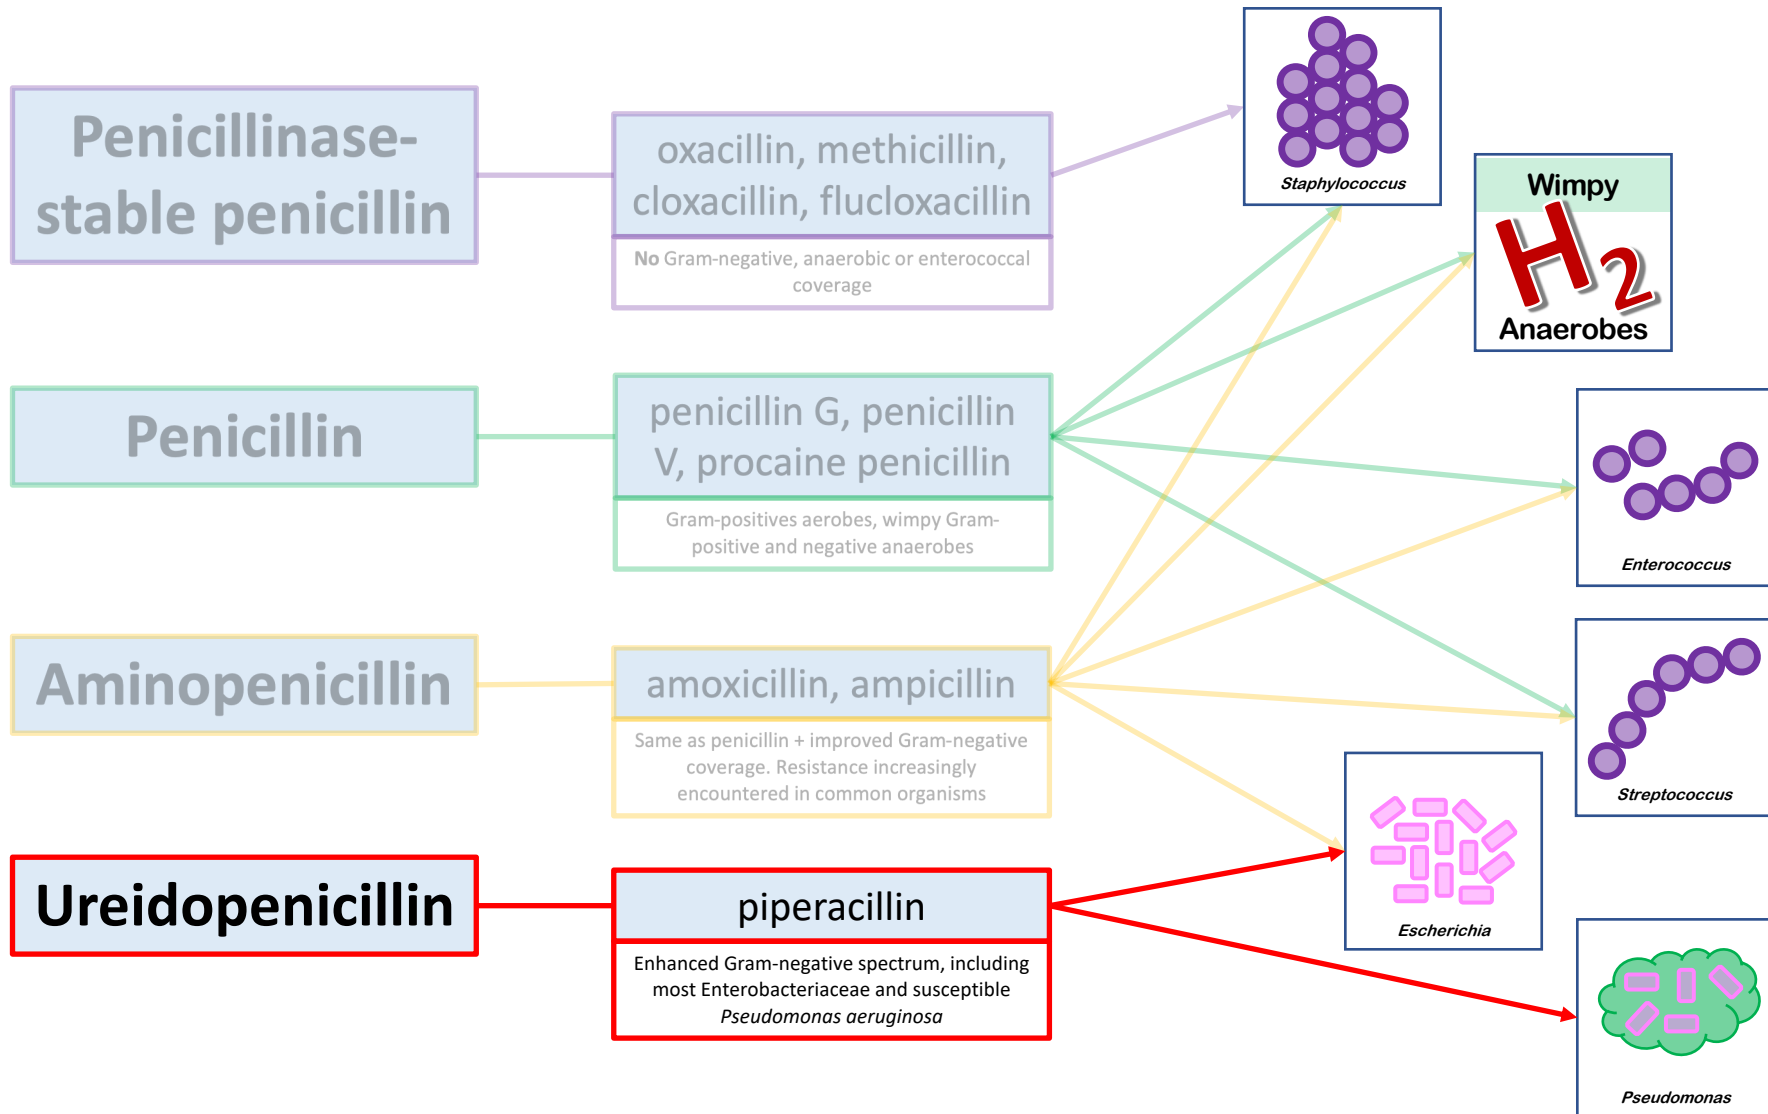 Penicillinase-
stable penicillin
oxacillin, methicillin,
cloxacillin, flucloxacillin
No Gram-negative, anaerobic or enterococcal
coverage
Staphylococcus
Wimpy
H2
Anaerobes
Penicillin
penicillin G, penicillin
V, procaine penicillin
Gram-positives aerobes, wimpy Gram-
positive and negative anaerobes
Enterococcus
Aminopenicillin
amoxicillin, ampicillin
Same as penicillin + improved Gram-negative
coverage. Resistance increasingly
encountered in common organisms
Streptococcus
Ureidopenicillin
piperacillin
Enhanced Gram-negative spectrum, including
most Enterobacteriaceae and susceptible
Pseudomonas aeruginosa
Escherichia
Pseudomonas